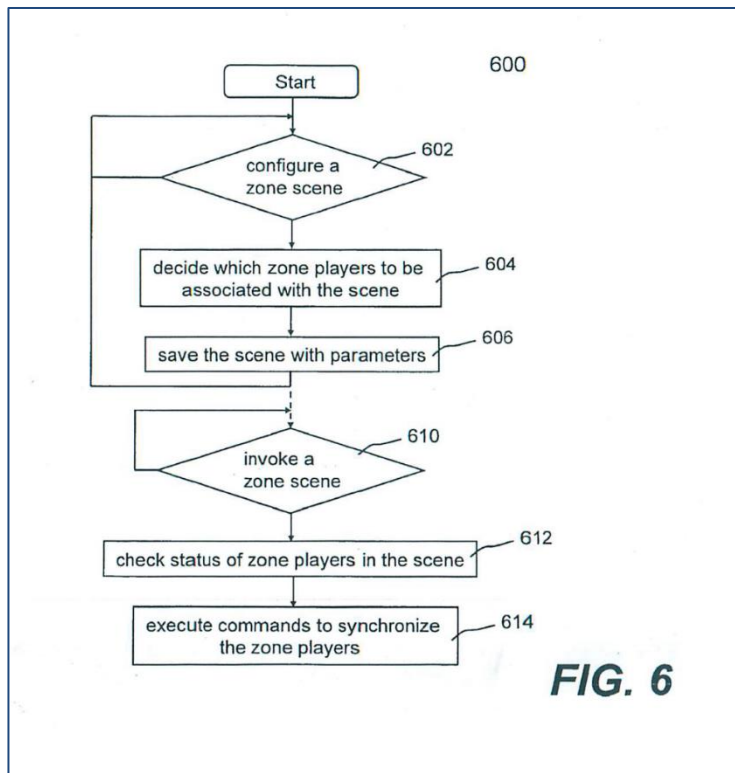 600
Start
602
configure a
zone scene
decide which zone players to be
associated with the scene
604
save the scene with parameters
606
610
invoke a
zone scene
check status of zone players in the scene
612
execute commands to synchronize
the zone players
614
FIG. 6